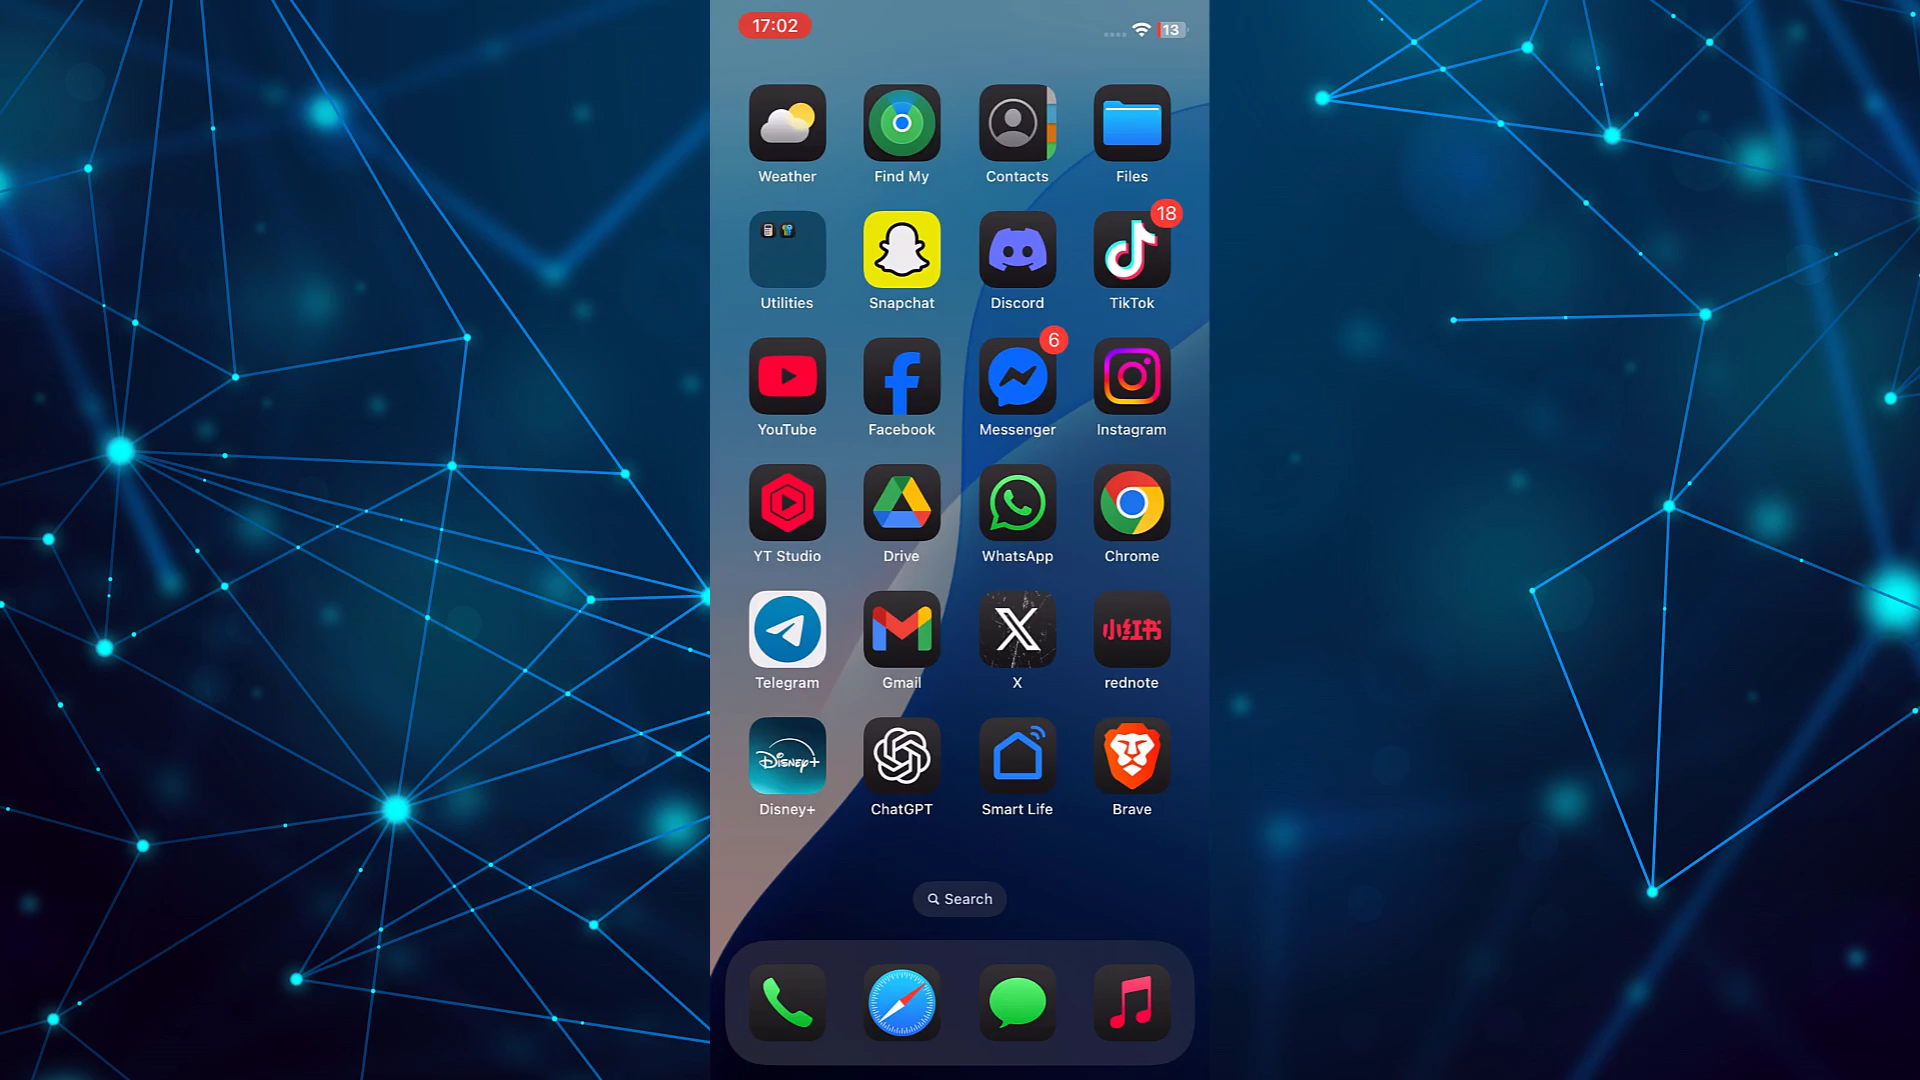 17:02
13
Weather Find My Contacts Files
18
Utilities Snapchat Discord TikTok
6
YouTube Facebook Messenger Instagram
YT Studio Drive WhatsApp Chrome
小红书
Telegram Gmail X rednote
Disney+
Disney+ ChatGPT Smart Life Brave
Search